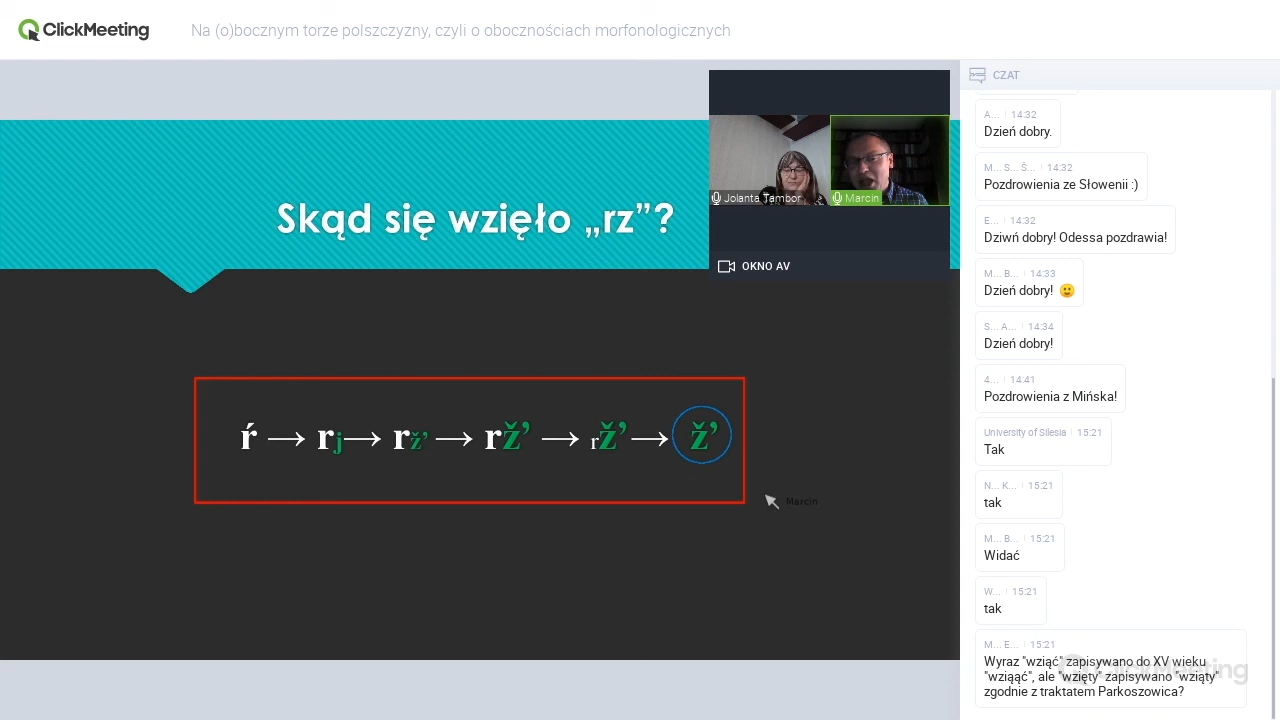 ClickMeeting
Na (o)bocznym torze polszczyzny, czyli o obocznościach morfonologicznych
Skąd się wzięło „rz”?
Jolanta Tambor
Marcin
OKNO AV
ŕ → rj → rž’ → rž’ → rž’ → ž’
Marcin
CZAT
A... 14:32
Dzień dobry.
M... S... Š... 14:32
Pozdrowienia ze Słowenii :)
E... 14:32
Dziwń dobry! Odessa pozdrawia!
M... B... 14:33
Dzień dobry! 🙂
S... A... 14:34
Dzień dobry!
4... 14:41
Pozdrowienia z Mińska!
University of Silesia 15:21
Tak
N... K... 15:21
tak
M... B... 15:21
Widać
W... 15:21
tak
M... E... 15:21
Wyraz "wziąć" zapisywano do XV wieku
"wziąąć", ale "wzięty" zapisywano "wziąty"
zgodnie z traktatem Parkoszowica?
ClickMeeting